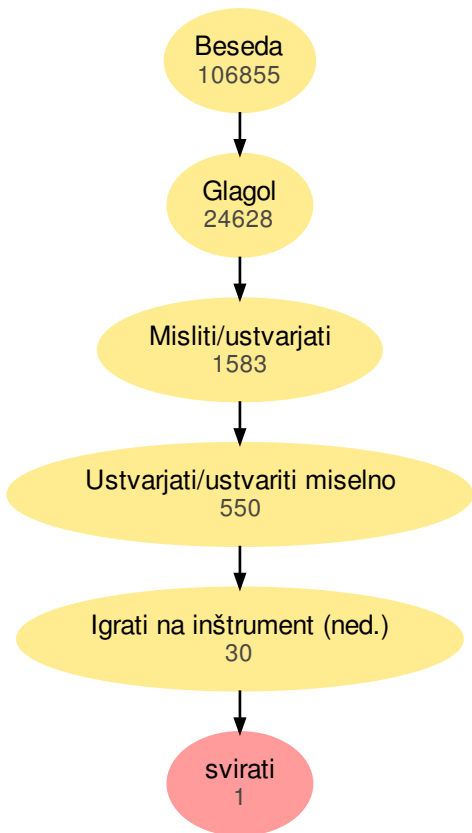 Beseda
106855
Glagol
24628
Misliti/ustvarjati
1583
Ustvarjati/ustvariti miselno
550
Igrati na inštrument (ned.)
30
svirati
1